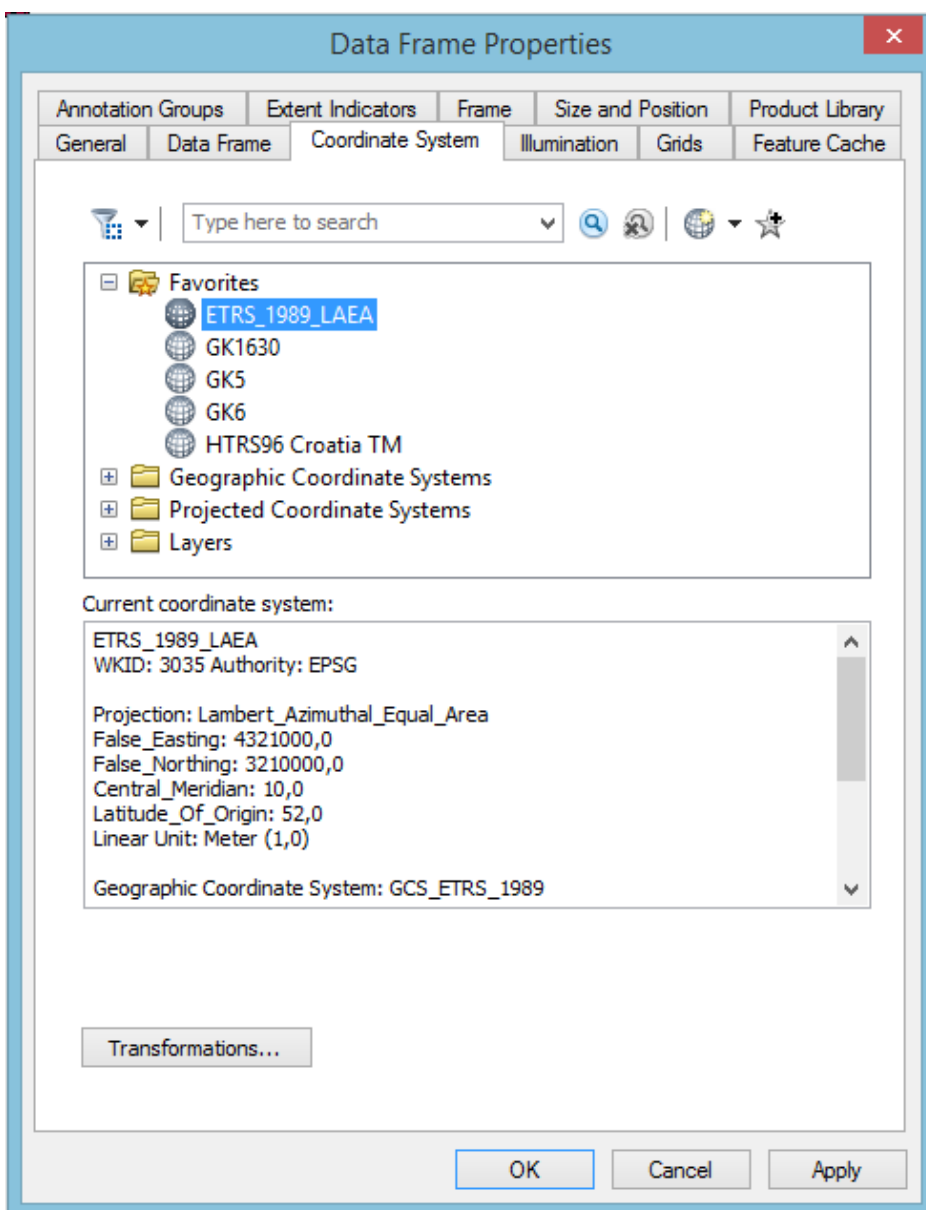 Data Frame Properties
Annotation Groups Extent Indicators Frame Size and Position Product Library
General Data Frame Coordinate System Illumination Grids Feature Cache
Type here to search
Favorites
ETRS_1989_LAEA
GK1630
GK5
GK6
HTRS96 Croatia TM
Geographic Coordinate Systems
Projected Coordinate Systems
Layers
Current coordinate system:
ETRS_1989_LAEA
WKID: 3035 Authority: EPSG
Projection: Lambert_Azimuthal_Equal_Area
False_Easting: 4321000,0
False_Northing: 3210000,0
Central_Meridian: 10,0
Latitude_Of_Origin: 52,0
Linear Unit: Meter (1,0)
Geographic Coordinate System: GCS_ETRS_1989
Transformations...
OK Cancel Apply